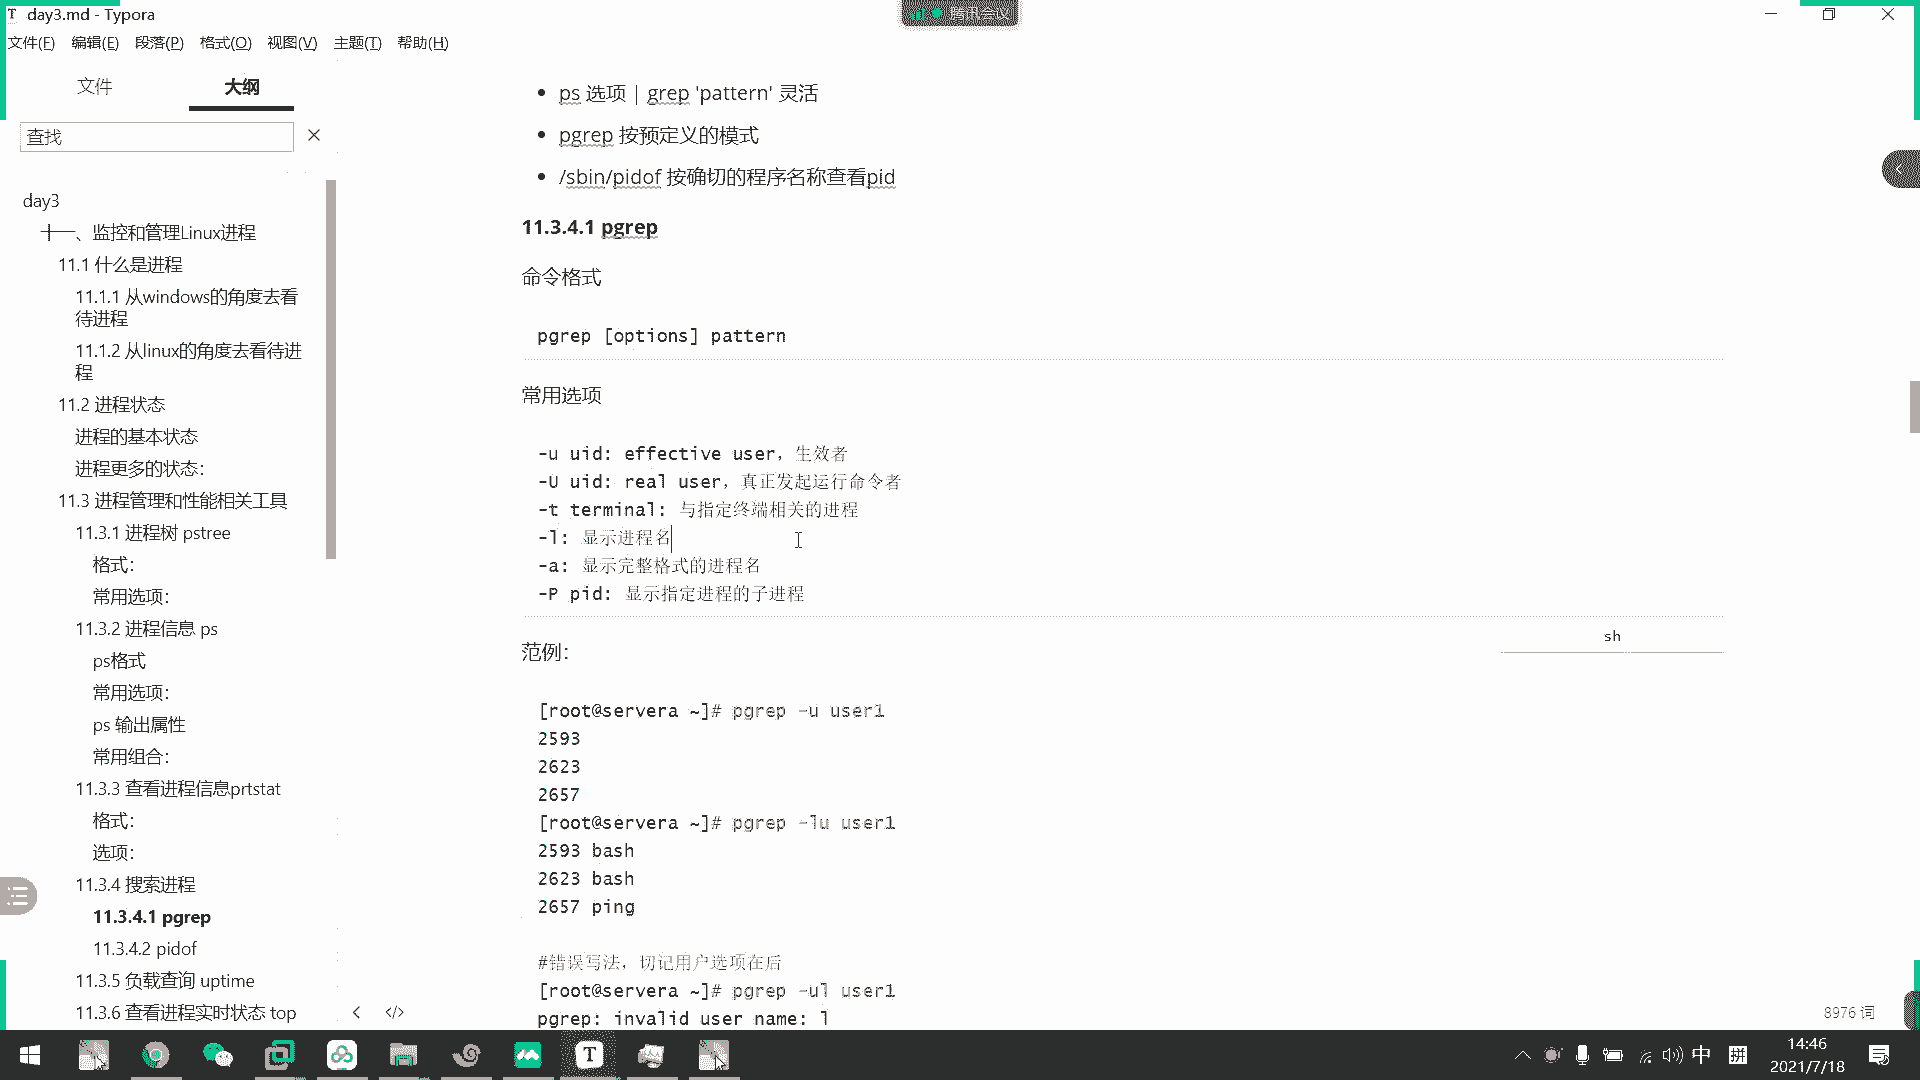 day3.md - Typora
腾讯会议
文件(F) 编辑(E) 段落(P) 格式(O) 视图(V) 主题(T) 帮助(H)
文件 大纲
查找
day3
十一、监控和管理Linux进程
11.1 什么是进程
11.1.1 从windows的角度去看
待进程
11.1.2 从linux的角度去看待进
程
11.2 进程状态
进程的基本状态
进程更多的状态：
11.3 进程管理和性能相关工具
11.3.1 进程树 pstree
格式：
常用选项：
11.3.2 进程信息 ps
ps格式
常用选项：
ps 输出属性
常用组合：
11.3.3 查看进程信息prtstat
格式：
选项：
11.3.4 搜索进程
11.3.4.1 pgrep
11.3.4.2 pidof
11.3.5 负载查询 uptime
11.3.6 查看进程实时状态 top
ps 选项 | grep 'pattern' 灵活
pgrep 按预定义的模式
/sbin/pidof 按确切的程序名称查看pid
11.3.4.1 pgrep
命令格式
pgrep [options] pattern
常用选项
-u uid: effective user，生效者
-U uid: real user，真正发起运行命令者
-t terminal: 与指定终端相关的进程
-l: 显示进程名
-a: 显示完整格式的进程名
-P pid: 显示指定进程的子进程
sh
范例：
[root@servera ~]# pgrep -u user1
2593
2623
2657
[root@servera ~]# pgrep -lu user1
2593 bash
2623 bash
2657 ping
#错误写法，切记用户选项在后
[root@servera ~]# pgrep -ul user1
pgrep: invalid user name: l
8976 词
中 拼
14:46
2021/7/18